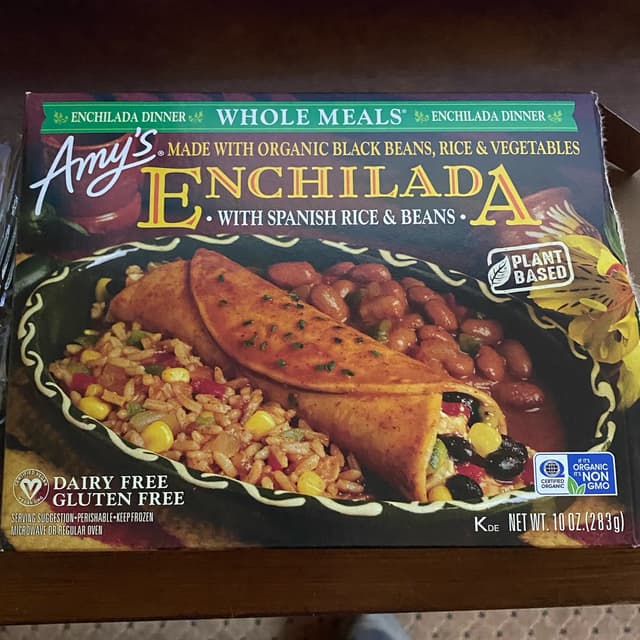 ENCHILADA DINNER WHOLE MEALS® ENCHILADA DINNER
Amy's®
MADE WITH ORGANIC BLACK BEANS, RICE & VEGETABLES
ENCHILADA
• WITH SPANISH RICE & BEANS •
PLANT
BASED
DAIRY FREE
GLUTEN FREE
SERVING SUGGESTION•PERISHABLE•KEEP FROZEN
MICROWAVE OR REGULAR OVEN
CERTIFIED
ORGANIC
IF IT'S
ORGANIC
IT'S NON
GMO
K DE NET WT. 10 OZ.(283g)